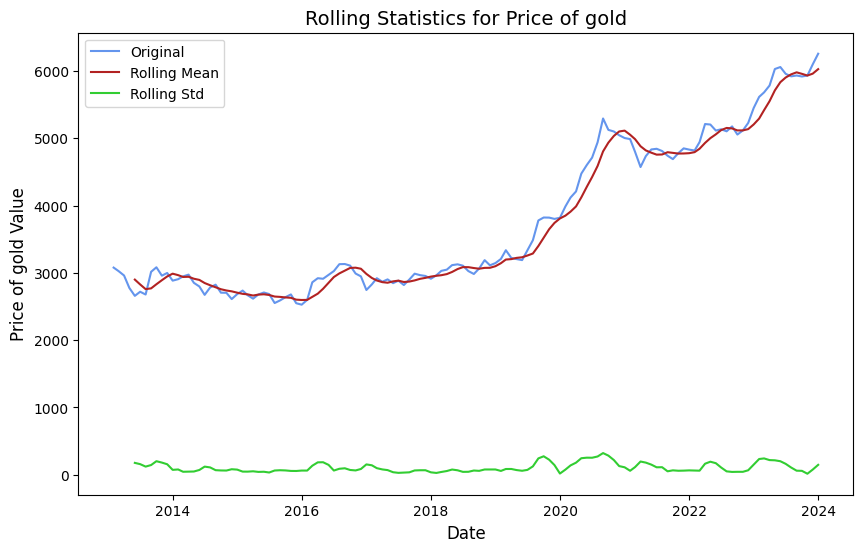 Rolling Statistics for Price of gold
Original
Rolling Mean
Rolling Std
Price of gold Value
6000
5000
4000
3000
2000
1000
0
2014
2016
2018
2020
2022
2024
Date